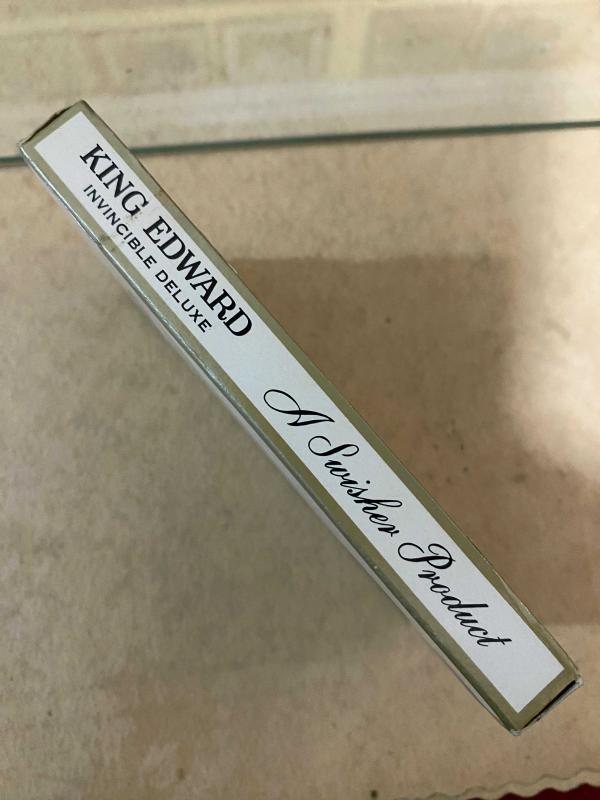 KING EDWARD
INVINCIBLE DELUXE
A Swisher Product